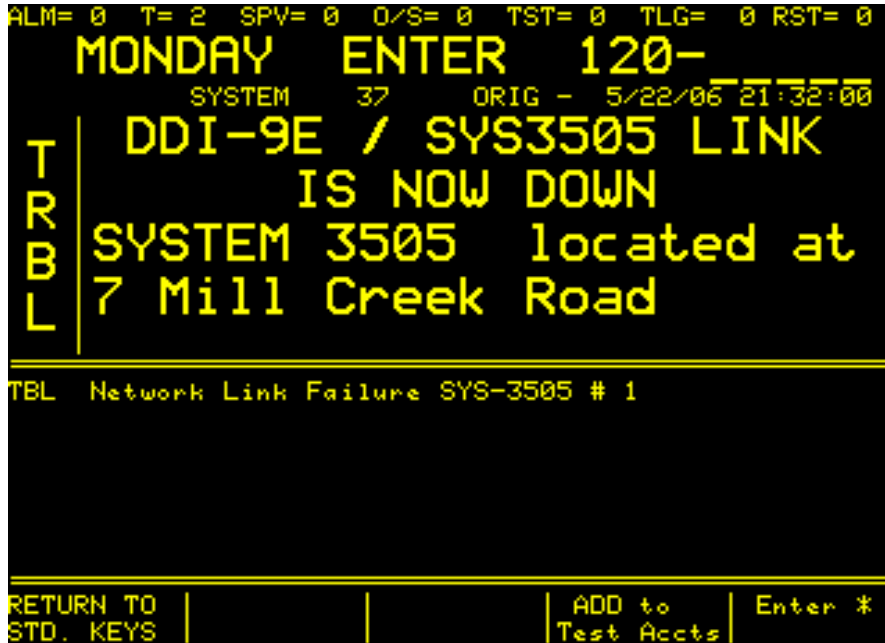 ALM= 0 T= 2 SPV= 0 O/S= 0 TST= 0 TLG= 0 RST= 0
MONDAY ENTER 120-
SYSTEM 37 ORIG - 5/22/06 21:32:00
TRBL
DDI-9E / SYS3505 LINK
IS NOW DOWN
SYSTEM 3505 located at
7 Mill Creek Road
TBL Network Link Failure SYS-3505 # 1
RETURN TO
STD. KEYS
ADD to
Test Accts
Enter *